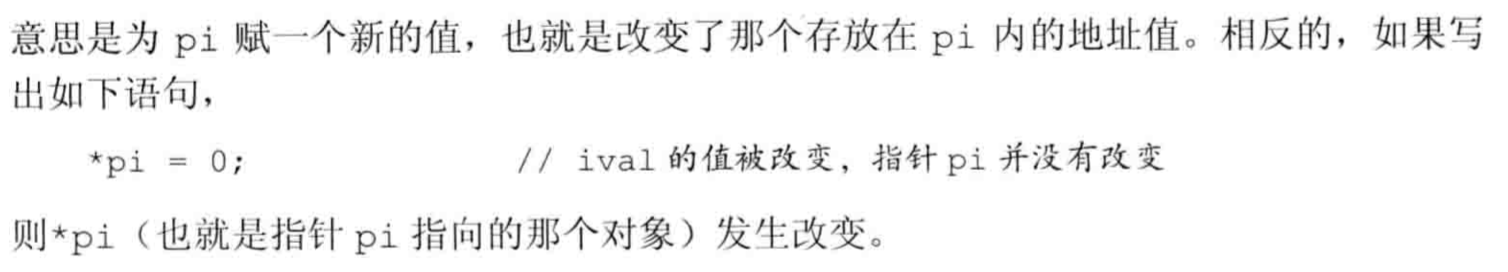 意思是为 pi 赋一个新的值，也就是改变了那个存放在 pi 内的地址值。相反的，如果写
出如下语句，
*pi = 0; // ival 的值被改变，指针 pi 并没有改变
则*pi（也就是指针 pi 指向的那个对象）发生改变。